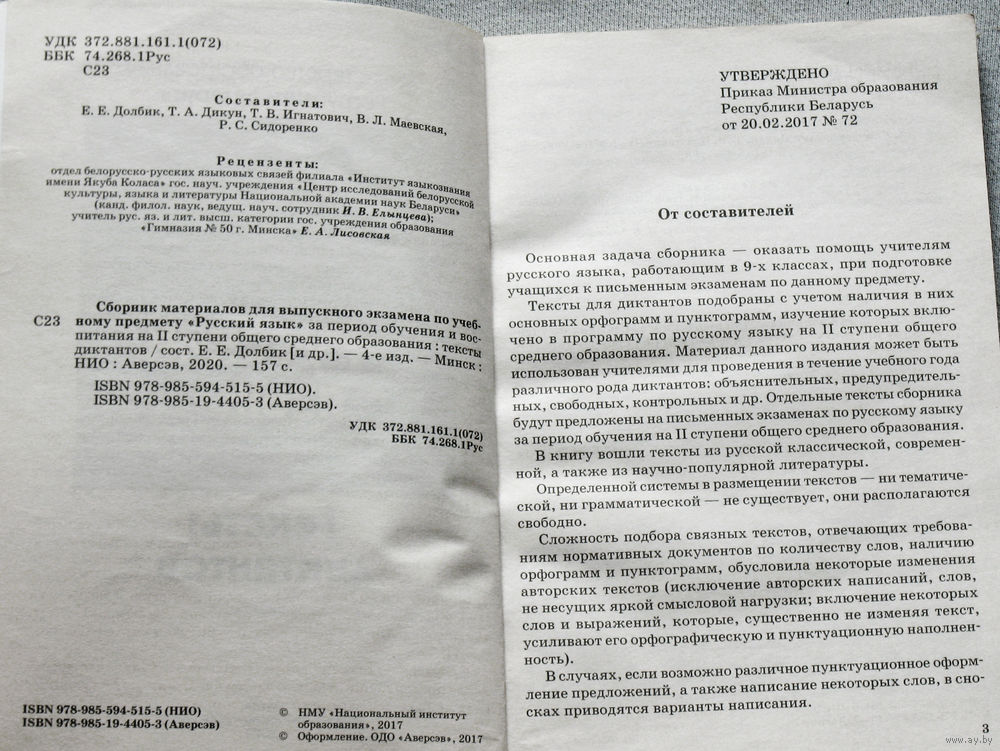 УДК 372.881.161.1(072)
ББК 74.268.1Рус
С23
Составители:
Е. Е. Долбик, Т. А. Дикун, Т. В. Игнатович, В. Л. Маевская,
Р. С. Сидоренко
Рецензенты:
отдел белорусско-русских языковых связей филиала «Институт языкознания
имени Якуба Коласа» гос. науч. учреждения «Центр исследований белорусской
культуры, языка и литературы Национальной академии наук Беларуси»
(канд. филол. наук, ведущ. науч. сотрудник И. В. Ельнцева);
учитель рус. яз. и лит. высш. категории гос. учреждения образования
«Гимназия № 50 г. Минска» Е. А. Лисовская
Сборник материалов для выпускного экзамена по учеб-
С23 ному предмету «Русский язык» за период обучения и вос-
питания на II ступени общего среднего образования : тексты
диктантов / сост. Е. Е. Долбик [и др.]. — 4-е изд. — Минск :
НИО : Аверсэв, 2020. — 157 с.
ISBN 978-985-594-515-5 (НИО).
ISBN 978-985-19-4405-3 (Аверсэв).
УДК 372.881.161.1(072)
ББК 74.268.1Рус
ISBN 978-985-594-515-5 (НИО)
ISBN 978-985-19-4405-3 (Аверсэв)
© НМУ «Национальный институт
образования», 2017
© Оформление. ОДО «Аверсэв», 2017
УТВЕРЖДЕНО
Приказ Министра образования
Республики Беларусь
от 20.02.2017 № 72
От составителей
Основная задача сборника — оказать помощь учителям
русского языка, работающим в 9-х классах, при подготовке
учащихся к письменным экзаменам по данному предмету.
Тексты для диктантов подобраны с учетом наличия в них
основных орфограмм и пунктограмм, изучение которых вклю-
чено в программу по русскому языку на II ступени общего
среднего образования. Материал данного издания может быть
использован учителями для проведения в течение учебного года
различного рода диктантов: объяснительных, предупредитель-
ных, свободных, контрольных и др. Отдельные тексты сборника
будут предложены на письменных экзаменах по русскому языку
за период обучения на II ступени общего среднего образования.
В книгу вошли тексты из русской классической, современ-
ной, а также из научно-популярной литературы.
Определенной системы в размещении текстов — ни тематиче-
ской, ни грамматической — не существует, они располагаются
свободно.
Сложность подбора связных текстов, отвечающих требова-
ниям нормативных документов по количеству слов, наличию
орфограмм и пунктограмм, обусловила некоторые изменения
авторских текстов (исключение авторских написаний, слов,
не несущих яркой смысловой нагрузки; включение некоторых
слов и выражений, которые, существенно не изменяя текст,
усиливают его орфографическую и пунктуационную наполнен-
ность).
В случаях, если возможно различное пунктуационное оформ-
ление предложений, а также написание некоторых слов, в сно-
сках приводятся варианты написания.
3
www.ay.by